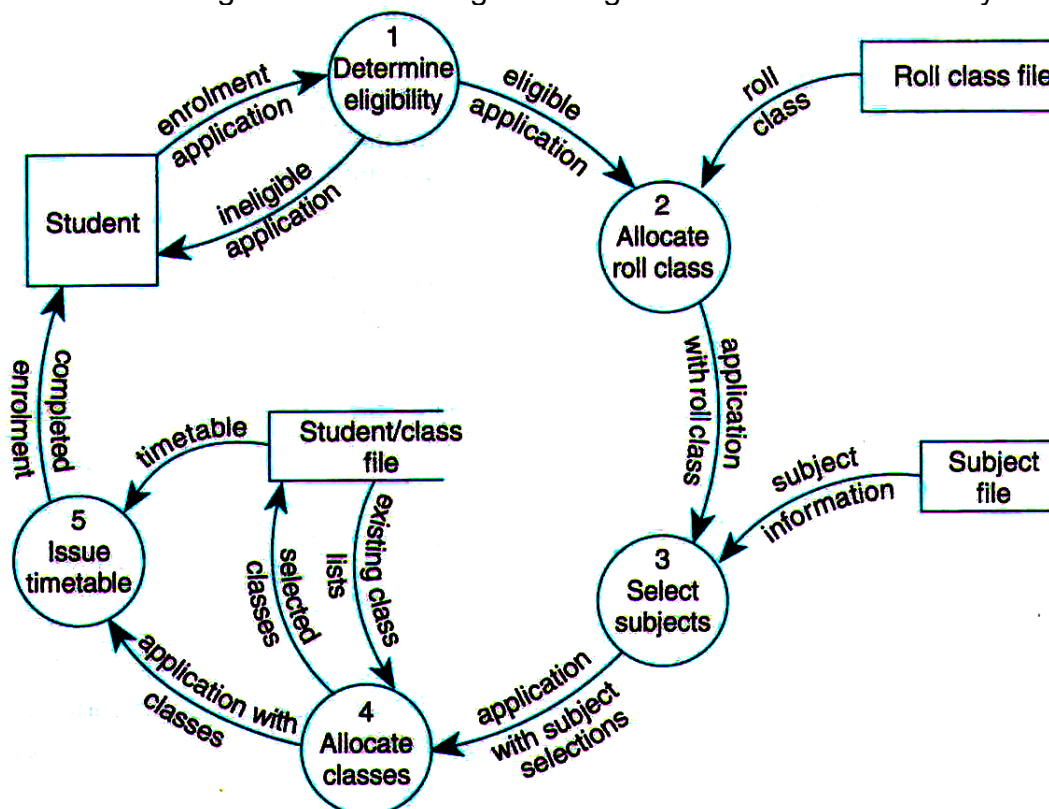 1
Determine
eligibility
enrolment
application
eligible
application
roll
class
Roll class file
ineligible
application
Student
2
Allocate
roll class
application
with roll class
completed
enrolment
timetable
Student/class
file
existing class
lists
selected
classes
subject
information
Subject
file
5
Issue
timetable
3
Select
subjects
application with
classes
application
with subject
selections
4
Allocate
classes